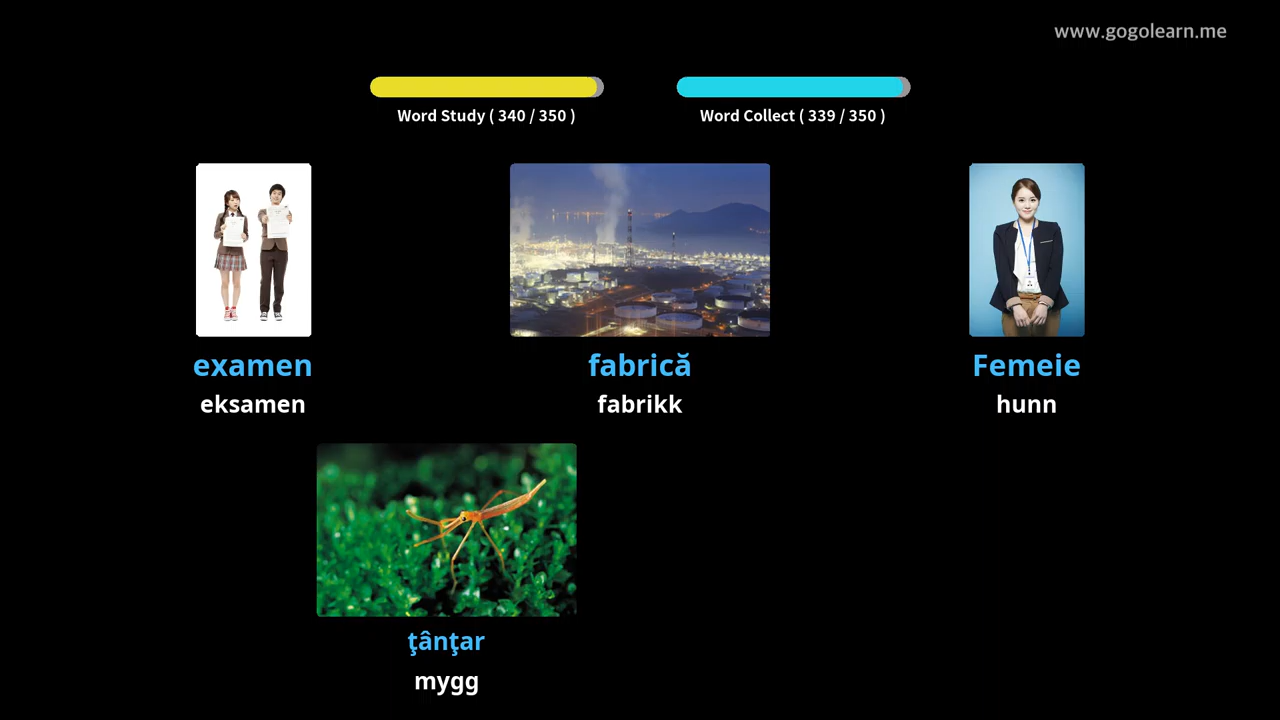 www.gogolearn.me
Word Study ( 340 / 350 )
Word Collect ( 339 / 350 )
examen
eksamen
fabrică
fabrikk
Femeie
hunn
ţânţar
mygg